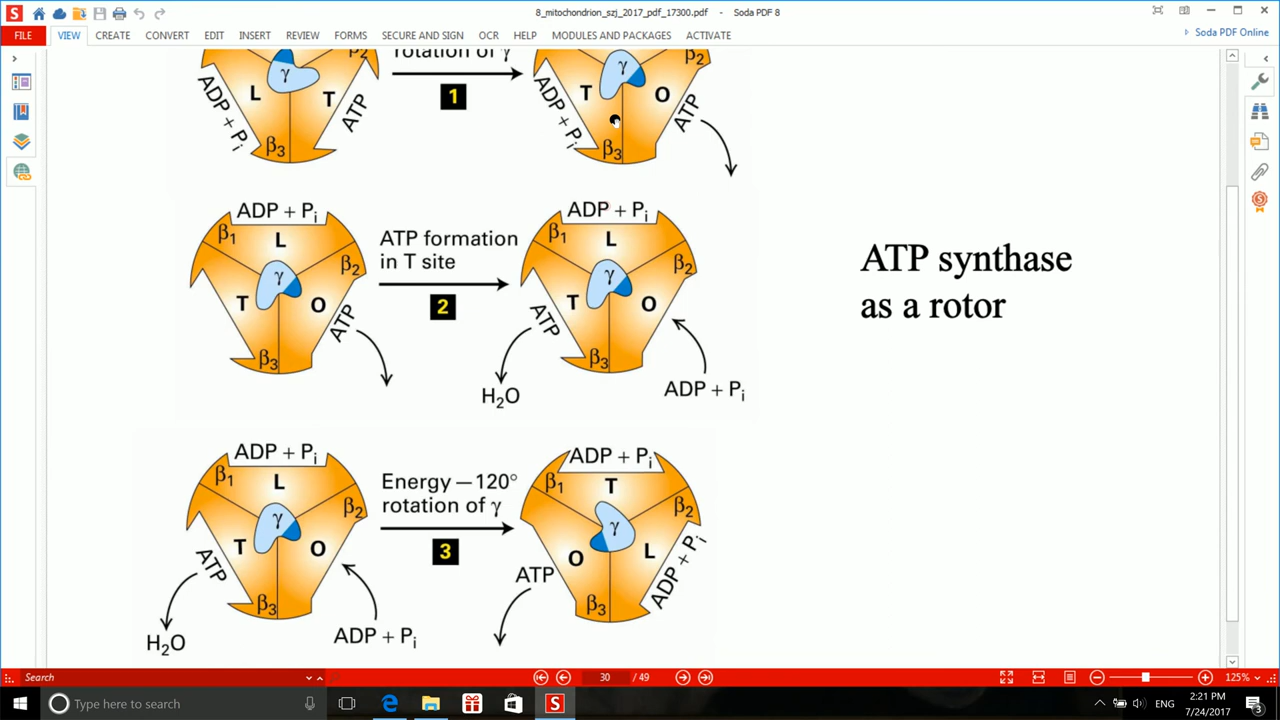 8_mitochondrion_szj_2017_pdf_17300.pdf - Soda PDF 8
FILE VIEW CREATE CONVERT EDIT INSERT REVIEW FORMS SECURE AND SIGN OCR HELP MODULES AND PACKAGES ACTIVATE
Soda PDF Online
rotation of γ
1
γ
L
T
β3
ADP + Pi
ATP
β2
γ
T
O
β3
ADP + Pi
ATP
β2
ADP + Pi
β1
L
β2
γ
T
O
β3
ATP
ATP formation
in T site
2
ADP + Pi
β1
L
β2
γ
T
O
β3
ATP
H2O
ADP + Pi
ATP synthase
as a rotor
ADP + Pi
β1
L
β2
γ
T
O
β3
ATP
H2O
ADP + Pi
Energy – 120°
rotation of γ
3
ADP + Pi
β1
T
β2
γ
O
L
β3
ATP
ADP + Pi
Search
30 / 49
125%
Type here to search
ENG
2:21 PM
7/24/2017
3